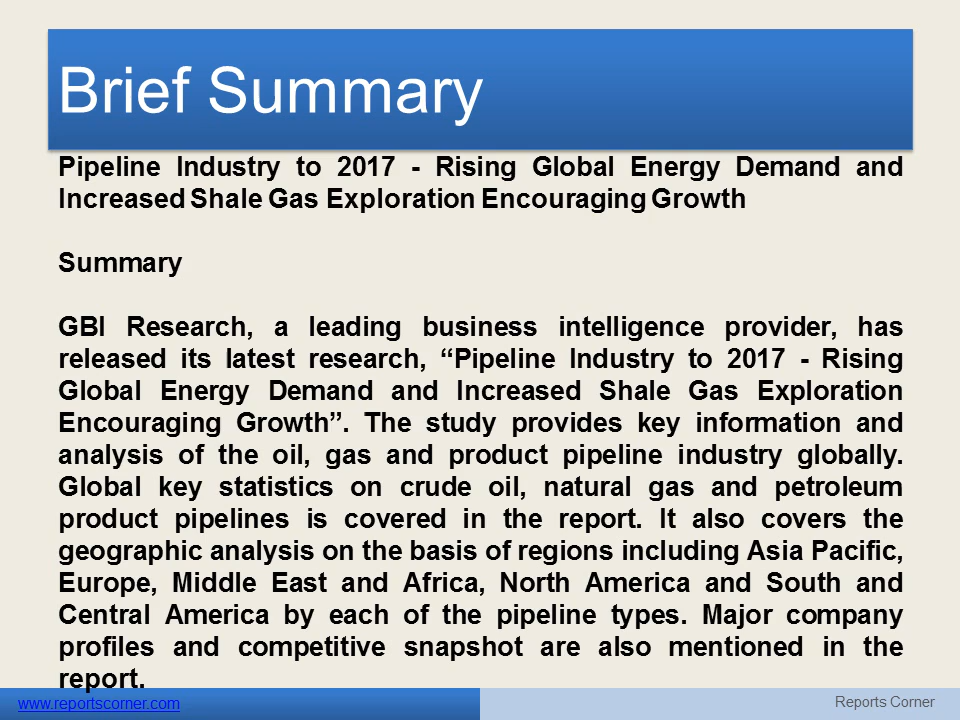 Brief Summary
Pipeline Industry to 2017 - Rising Global Energy Demand and
Increased Shale Gas Exploration Encouraging Growth
Summary
GBI Research, a leading business intelligence provider, has
released its latest research, “Pipeline Industry to 2017 - Rising
Global Energy Demand and Increased Shale Gas Exploration
Encouraging Growth”. The study provides key information and
analysis of the oil, gas and product pipeline industry globally.
Global key statistics on crude oil, natural gas and petroleum
product pipelines is covered in the report. It also covers the
geographic analysis on the basis of regions including Asia Pacific,
Europe, Middle East and Africa, North America and South and
Central America by each of the pipeline types. Major company
profiles and competitive snapshot are also mentioned in the
report.
www.reportscorner.com
Reports Corner